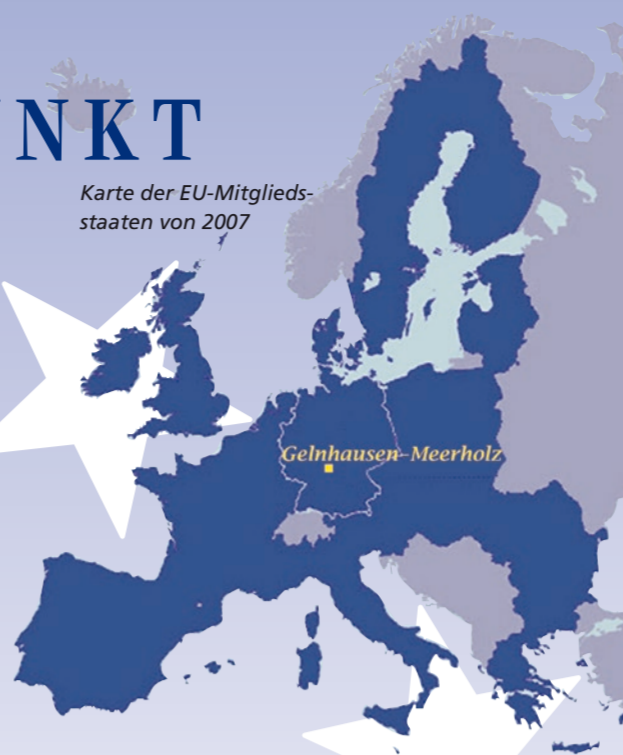 NKT
Karte der EU-Mitglieds-
staaten von 2007
Gelnhausen–Meerholz